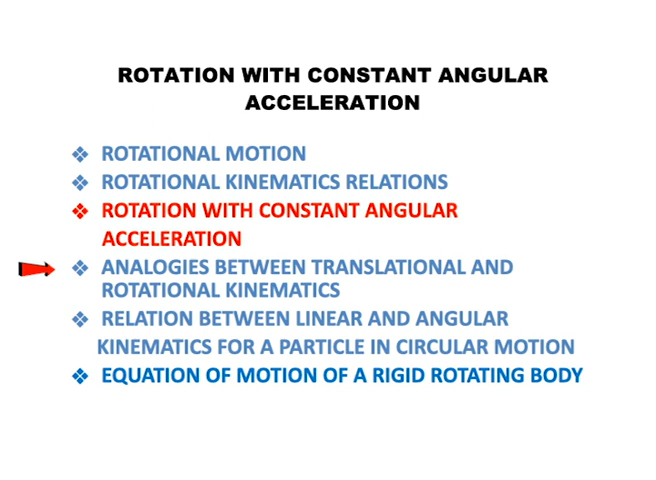 ROTATION WITH CONSTANT ANGULAR
ACCELERATION
❖ ROTATIONAL MOTION
❖ ROTATIONAL KINEMATICS RELATIONS
❖ ROTATION WITH CONSTANT ANGULAR
ACCELERATION
❖ ANALOGIES BETWEEN TRANSLATIONAL AND
ROTATIONAL KINEMATICS
❖ RELATION BETWEEN LINEAR AND ANGULAR
KINEMATICS FOR A PARTICLE IN CIRCULAR MOTION
❖ EQUATION OF MOTION OF A RIGID ROTATING BODY